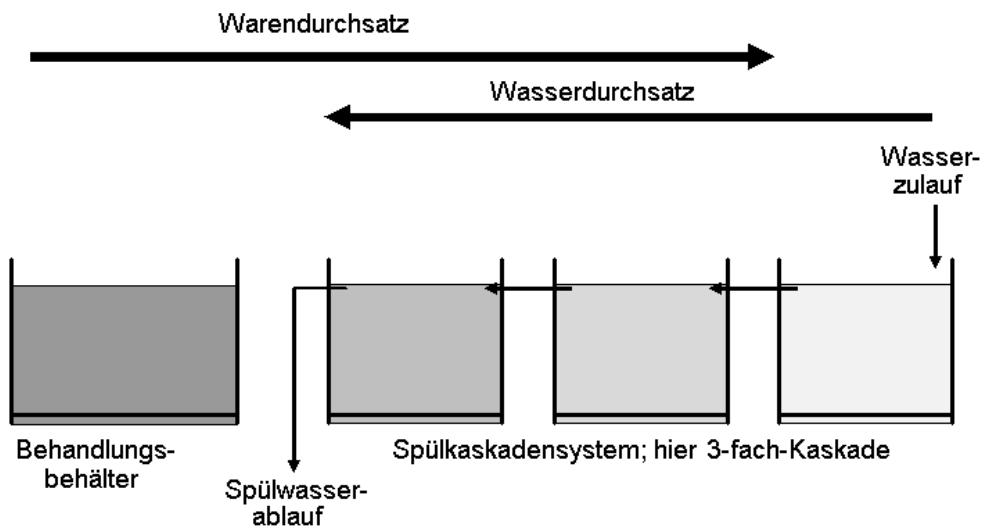 Warendurchsatz
Wasserdurchsatz
Wasser-
zulauf
Behandlungs-
behälter
Spülkaskadensystem; hier 3-fach-Kaskade
Spülwasser-
ablauf